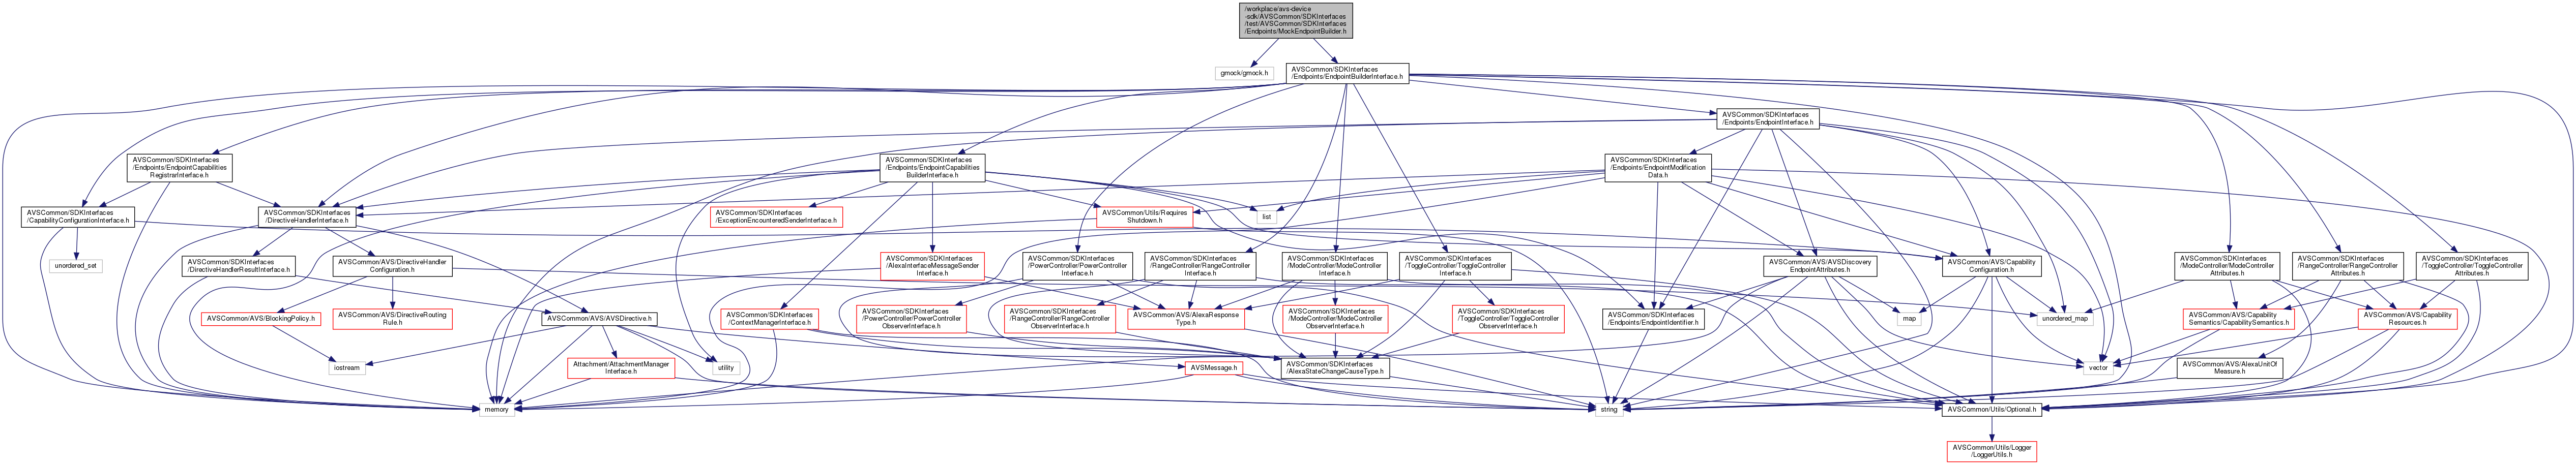 /workplace/avs-device
-sdk/AVSCommon/SDKInterfaces
/test/AVSCommon/SDKInterfaces
/Endpoints/MockEndpointBuilder.h
gmock/gmock.h
AVSCommon/SDKInterfaces
/Endpoints/EndpointBuilderInterface.h
AVSCommon/SDKInterfaces
/Endpoints/EndpointInterface.h
AVSCommon/SDKInterfaces
/Endpoints/EndpointCapabilities
RegistrarInterface.h
AVSCommon/SDKInterfaces
/Endpoints/EndpointCapabilities
BuilderInterface.h
AVSCommon/SDKInterfaces
/Endpoints/EndpointModification
Data.h
AVSCommon/SDKInterfaces
/CapabilityConfigurationInterface.h
AVSCommon/SDKInterfaces
/DirectiveHandlerInterface.h
AVSCommon/SDKInterfaces
/ExceptionEncounteredSenderInterface.h
AVSCommon/Utils/Requires
Shutdown.h
list
unordered_set
AVSCommon/SDKInterfaces
/DirectiveHandlerResultInterface.h
AVSCommon/AVS/DirectiveHandler
Configuration.h
AVSCommon/SDKInterfaces
/AlexaInterfaceMessageSender
Interface.h
AVSCommon/SDKInterfaces
/PowerController/PowerController
Interface.h
AVSCommon/SDKInterfaces
/RangeController/RangeController
Interface.h
AVSCommon/SDKInterfaces
/ModeController/ModeController
Interface.h
AVSCommon/SDKInterfaces
/ToggleController/ToggleController
Interface.h
AVSCommon/AVS/AVSDiscovery
EndpointAttributes.h
AVSCommon/AVS/Capability
Configuration.h
AVSCommon/SDKInterfaces
/ModeController/ModeController
Attributes.h
AVSCommon/SDKInterfaces
/RangeController/RangeController
Attributes.h
AVSCommon/SDKInterfaces
/ToggleController/ToggleController
Attributes.h
AVSCommon/AVS/BlockingPolicy.h
AVSCommon/AVS/DirectiveRouting
Rule.h
AVSCommon/AVS/AVSDirective.h
AVSCommon/SDKInterfaces
/ContextManagerInterface.h
AVSCommon/SDKInterfaces
/PowerController/PowerController
ObserverInterface.h
AVSCommon/SDKInterfaces
/RangeController/RangeController
ObserverInterface.h
AVSCommon/AVS/AlexaResponse
Type.h
AVSCommon/SDKInterfaces
/ModeController/ModeController
ObserverInterface.h
AVSCommon/SDKInterfaces
/ToggleController/ToggleController
ObserverInterface.h
AVSCommon/SDKInterfaces
/Endpoints/EndpointIdentifier.h
map
unordered_map
AVSCommon/AVS/Capability
Semantics/CapabilitySemantics.h
AVSCommon/AVS/Capability
Resources.h
iostream
Attachment/AttachmentManager
Interface.h
utility
AVSMessage.h
AVSCommon/SDKInterfaces
/AlexaStateChangeCauseType.h
vector
AVSCommon/AVS/AlexaUnitOf
Measure.h
memory
string
AVSCommon/Utils/Optional.h
AVSCommon/Utils/Logger
/LoggerUtils.h